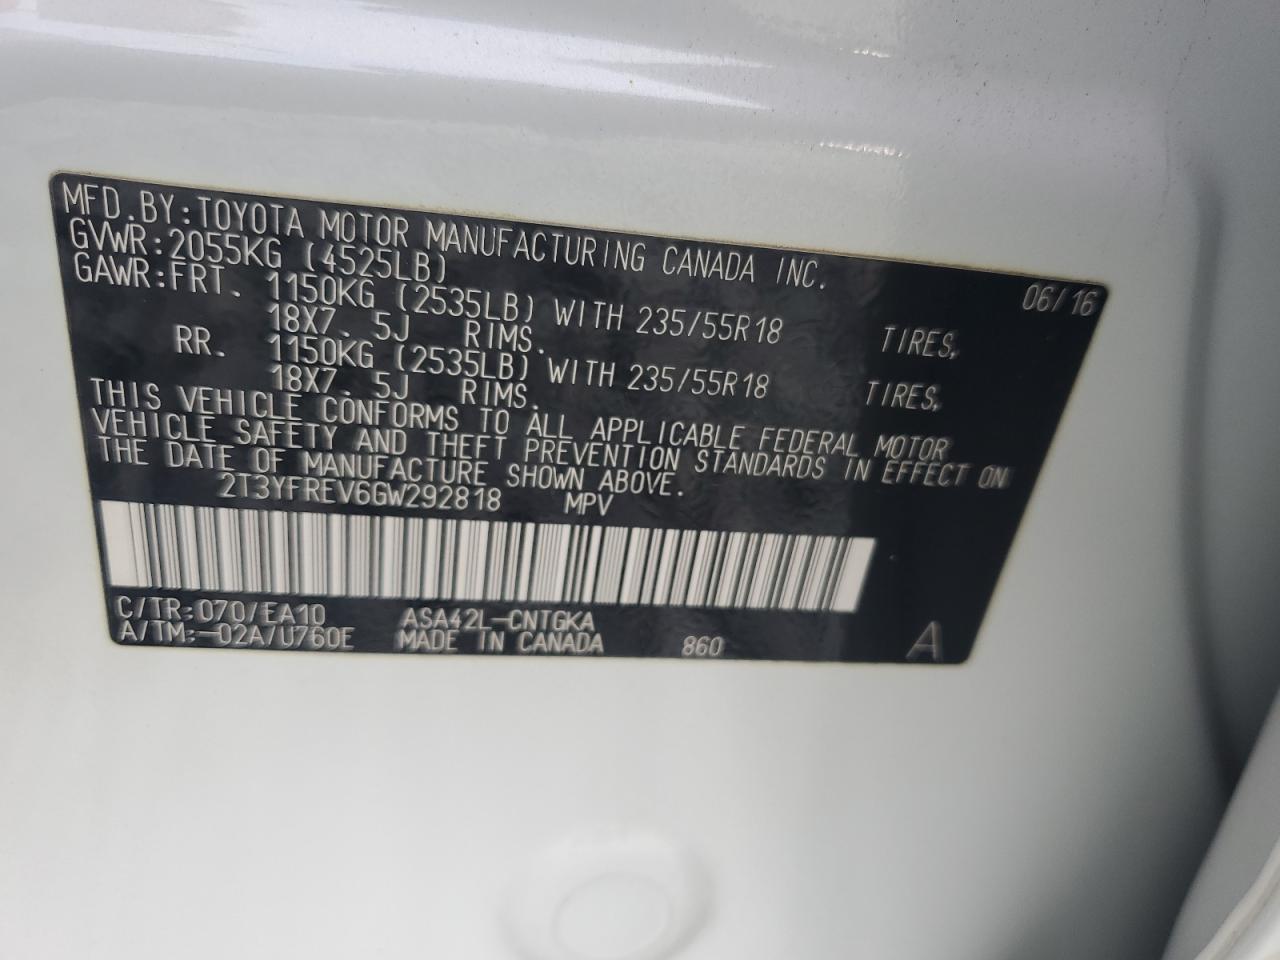 MFD.BY:TOYOTA MOTOR MANUFACTURING CANADA INC. 06/16
GVWR:2055KG (4525LB)
GAWR:FRT. 1150KG (2535LB) WITH 235/55R18 TIRES,
18X7.5J RIMS.
RR. 1150KG (2535LB) WITH 235/55R18 TIRES,
18X7.5J RIMS.
THIS VEHICLE CONFORMS TO ALL APPLICABLE FEDERAL MOTOR
VEHICLE SAFETY AND THEFT PREVENTION STANDARDS IN EFFECT ON
THE DATE OF MANUFACTURE SHOWN ABOVE.
2T3YFREV6GW292818 MPV
C/TR:070/EA10 ASA42L-CNTGKA
A/TM:-02A/U760E MADE IN CANADA 860 A